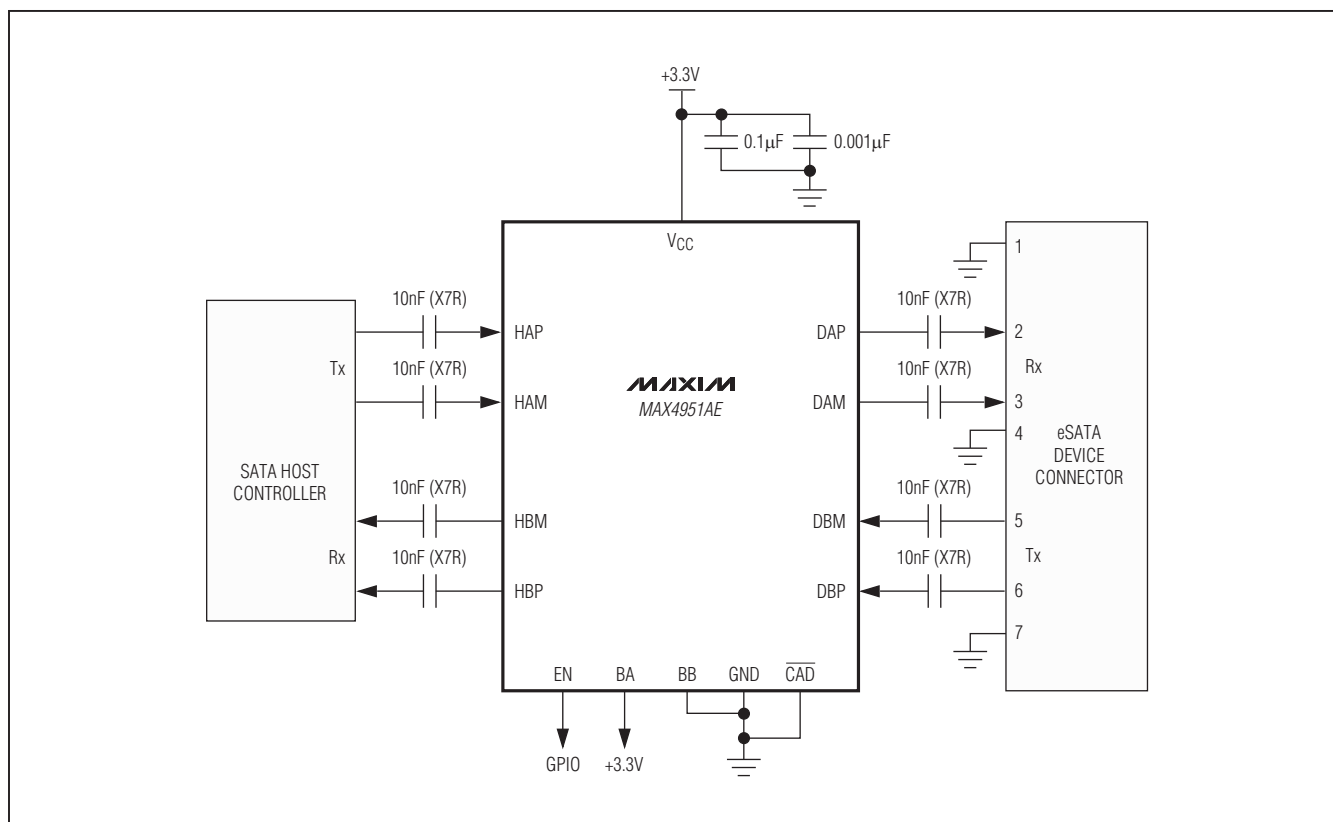 +3.3V
0.1μF
0.001μF
VCC
10nF (X7R)
HAP
Tx
10nF (X7R)
HAM
SATA HOST
CONTROLLER
10nF (X7R)
HBM
Rx
10nF (X7R)
HBP
MAXIM
MAX4951AE
DAP
10nF (X7R)
DAM
10nF (X7R)
DBM
10nF (X7R)
DBP
10nF (X7R)
1
2
Rx
3
4
eSATA
DEVICE
CONNECTOR
5
Tx
6
7
EN
BA
BB
GND
CAD
GPIO
+3.3V